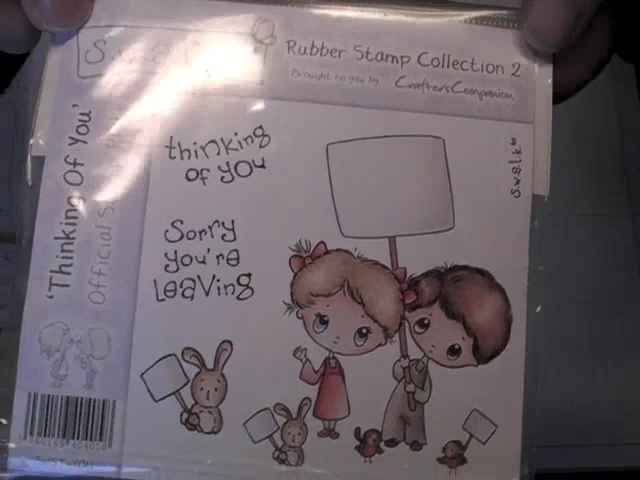 Rubber Stamp Collection 2
Brought to you by Crafter's Companion
'Thinking Of You'
Official
thinking
of you
Sorry
you're
Leaving
s.w.a.l.k.™